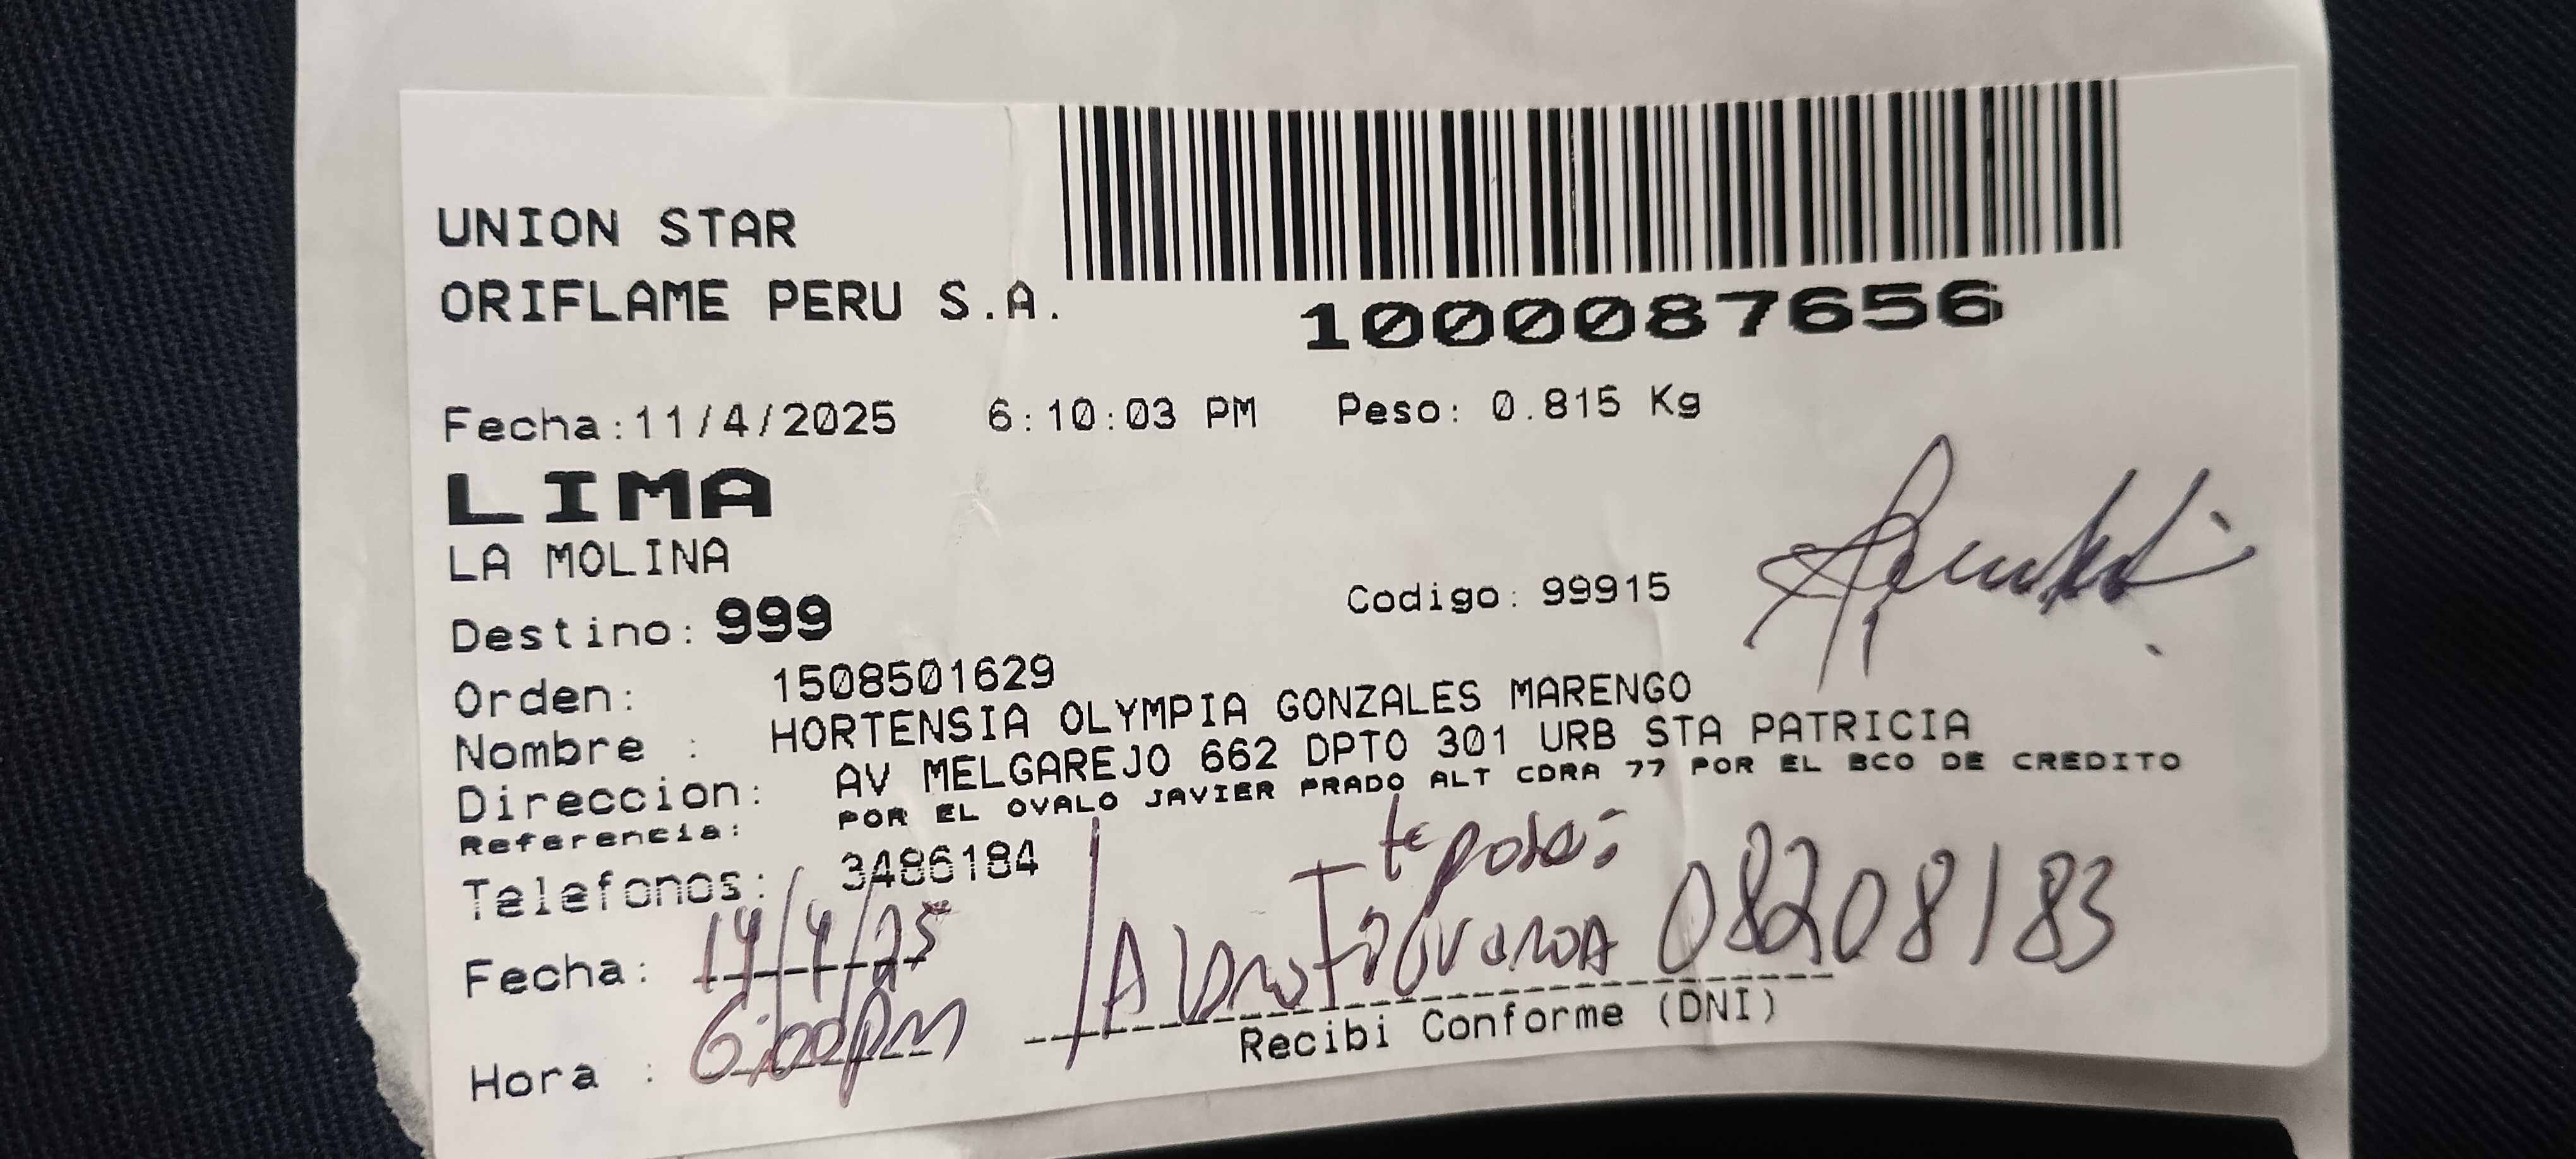 UNION STAR
ORIFLAME PERU S.A.
1000087656
Fecha:11/4/2025 6:10:03 PM Peso: 0.815 Kg
LIMA
LA MOLINA
Destino: 999 Codigo: 99915
Orden: 1508501629
Nombre : HORTENSIA OLYMPIA GONZALES MARENGO
Direccion: AV MELGAREJO 662 DPTO 301 URB STA PATRICIA
Referencia: POR EL OVALO JAVIER PRADO ALT CDRA 77 POR EL BCO DE CREDITO
Telefonos: 3486184
Fecha: 14/4/25
08208183
Hora : 6:00 PM
Recibi Conforme (DNI)